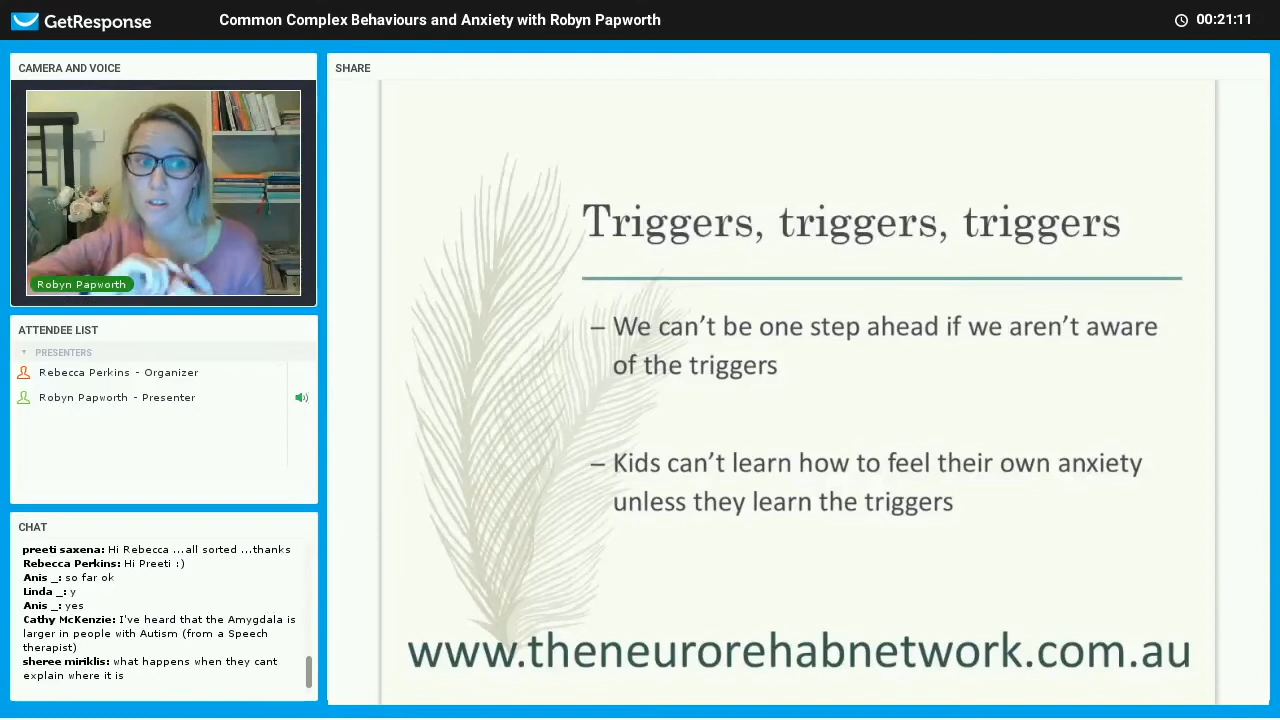 GetResponse
Common Complex Behaviours and Anxiety with Robyn Papworth
00:21:11
CAMERA AND VOICE
Robyn Papworth
ATTENDEE LIST
PRESENTERS
Rebecca Perkins - Organizer
Robyn Papworth - Presenter
CHAT
preeti saxena: Hi Rebecca ...all sorted ...thanks
Rebecca Perkins: Hi Preeti :)
Anis _: so far ok
Linda _: y
Anis _: yes
Cathy McKenzie: I've heard that the Amygdala is
larger in people with Autism (from a Speech
therapist)
sheree miriklis: what happens when they cant
explain where it is
SHARE
Triggers, triggers, triggers
– We can’t be one step ahead if we aren’t aware
of the triggers
– Kids can’t learn how to feel their own anxiety
unless they learn the triggers
www.theneurorehabnetwork.com.au